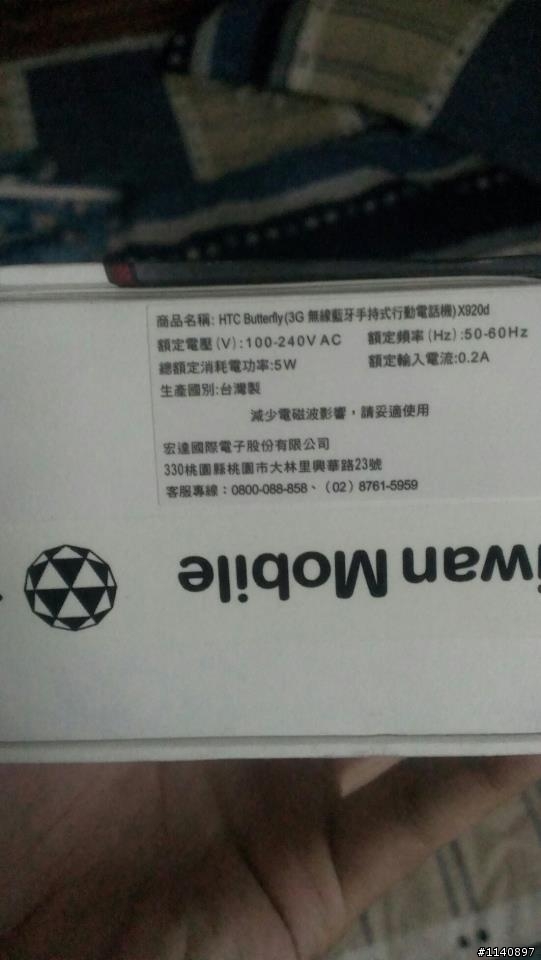 商品名稱: HTC Butterfly(3G 無線藍牙手持式行動電話機) X920d
額定電壓(V):100-240V AC 額定頻率(Hz):50-60Hz
總額定消耗電功率:5W 額定輸入電流:0.2A
生產國別:台灣製
減少電磁波影響，請妥適使用
宏達國際電子股份有限公司
330桃園縣桃園市大林里興華路23號
客服專線：0800-088-858、（02）8761-5959
iwan Mobile
#1140897